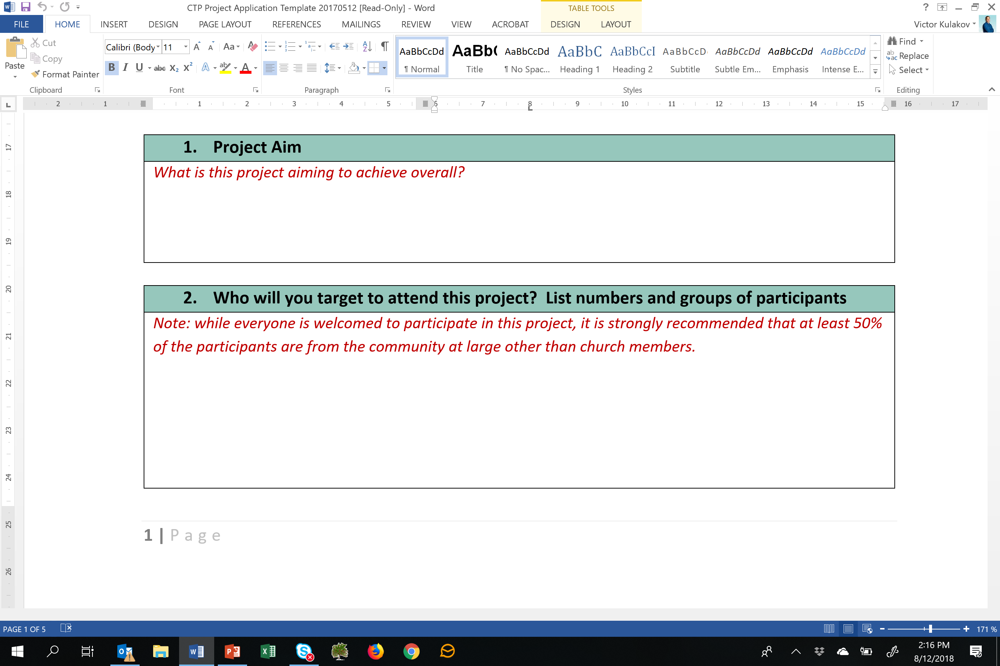 CTP Project Application Template 20170512 [Read-Only] - Word
TABLE TOOLS
FILE HOME INSERT DESIGN PAGE LAYOUT REFERENCES MAILINGS REVIEW VIEW ACROBAT DESIGN LAYOUT Victor Kulakov
Paste
Cut
Copy
Format Painter
Clipboard
Calibri (Body 11
Font
Paragraph
AaBbCcDd AaBb( AaBbCcDd AaBbC AaBbCcI AaBbCcD AaBbCcDd AaBbCcDd AaBbCcDd
¶ Normal Title ¶ No Spac... Heading 1 Heading 2 Subtitle Subtle Em... Emphasis Intense E...
Styles
Find
Replace
Select
Editing
2 1 1 2 3 4 5 6 7 8 9 10 11 12 13 14 15 16 17
17
18
19
20
21
22
23
24
25
26
1. Project Aim
What is this project aiming to achieve overall?
2. Who will you target to attend this project? List numbers and groups of participants
Note: while everyone is welcomed to participate in this project, it is strongly recommended that at least 50%
of the participants are from the community at large other than church members.
1 | Page
PAGE 1 OF 5
171 %
2:16 PM
8/12/2018